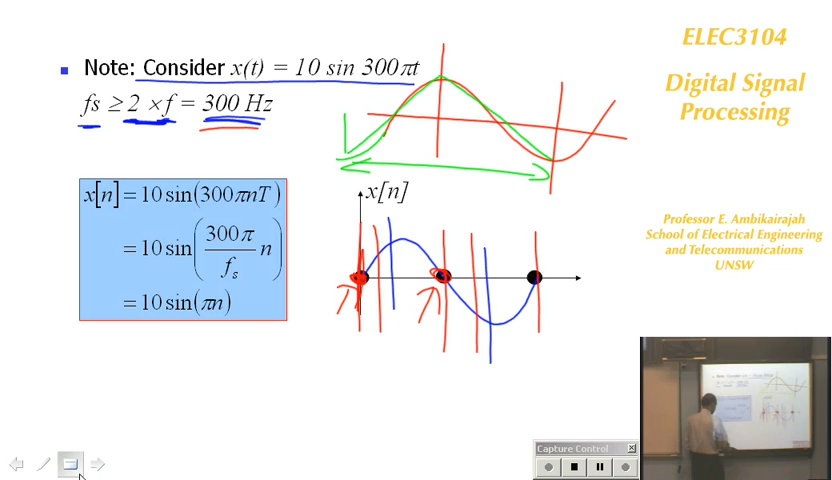 ELEC3104
Digital Signal
Processing
Note: Consider x(t) = 10 sin 300πt
fs ≥ 2 × f = 300 Hz
x[n] = 10 sin(300πnT)
= 10 sin(300π/fs n)
= 10 sin(πn)
x[n]
Professor E. Ambikairajah
School of Electrical Engineering
and Telecommunications
UNSW
Capture Control